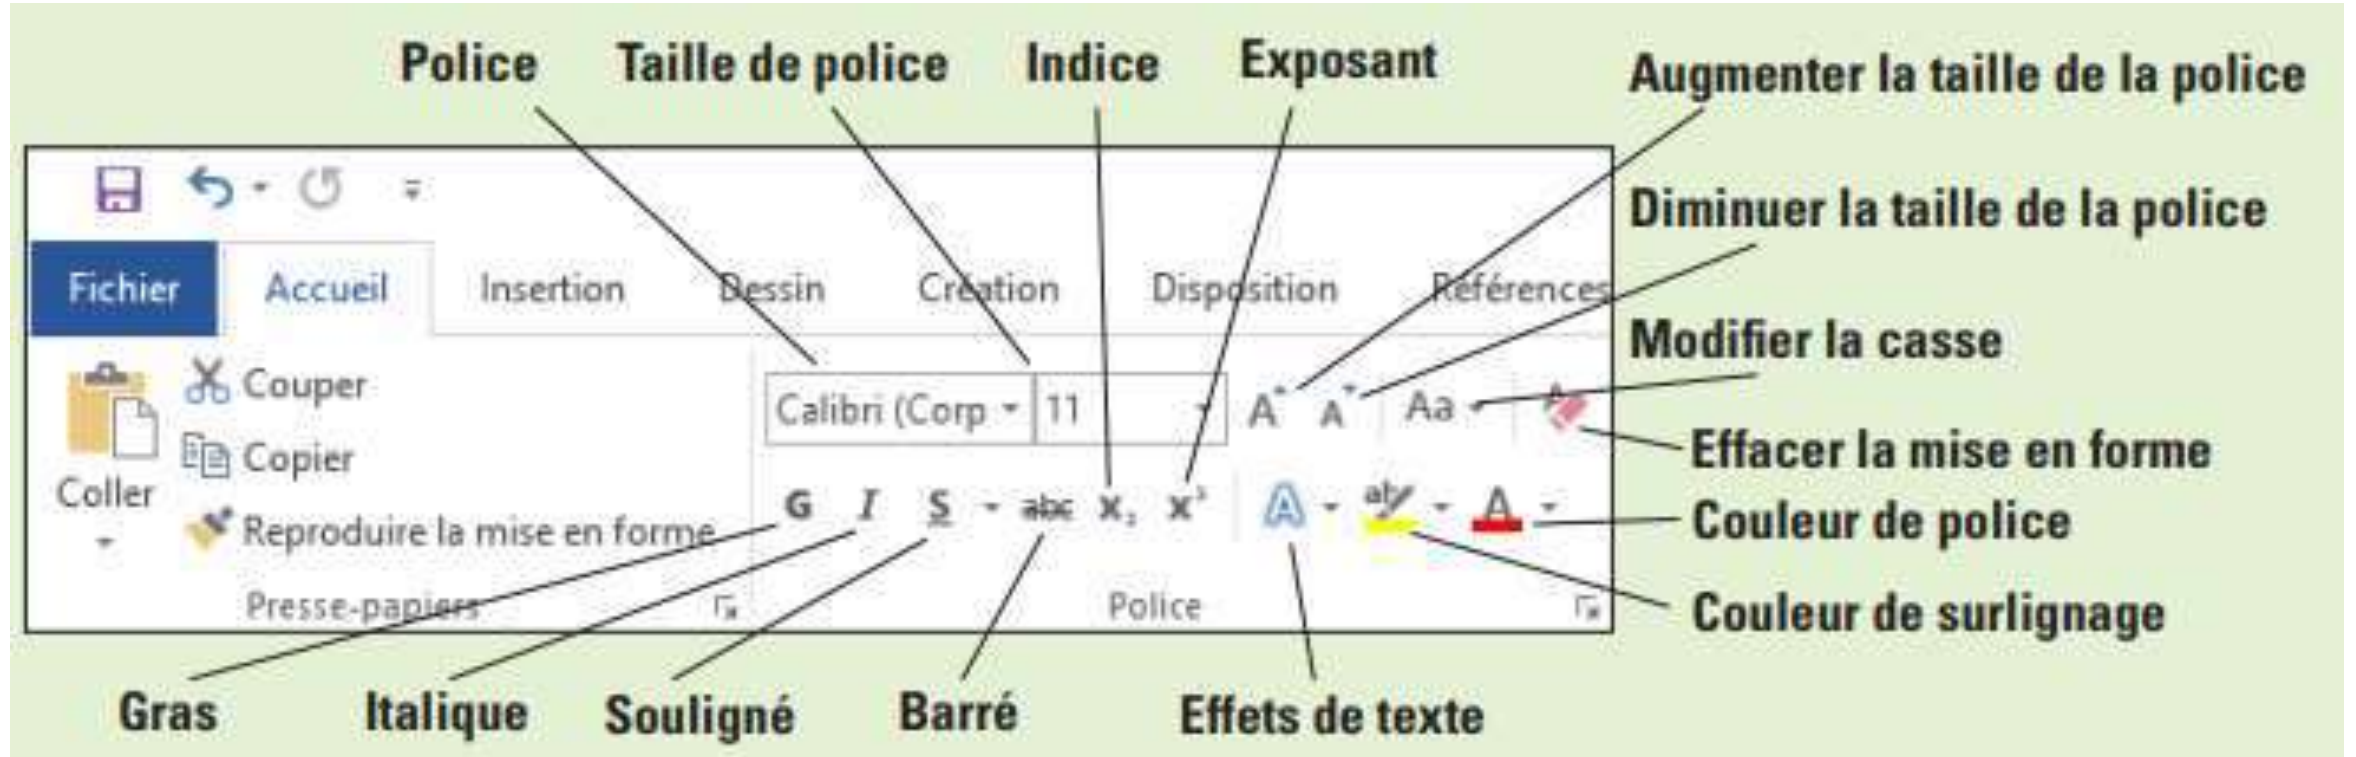 Police Taille de police Indice Exposant
Augmenter la taille de la police
Diminuer la taille de la police
Fichier Accueil Insertion Dessin Création Disposition Références
Modifier la casse
Couper
Calibri (Corp 11 A A Aa
Copier
Effacer la mise en forme
Coller
G I S abc x₂ x² A aby A
Couleur de police
Reproduire la mise en forme
Presse-papiers Police
Couleur de surlignage
Gras Italique Souligné Barré Effets de texte